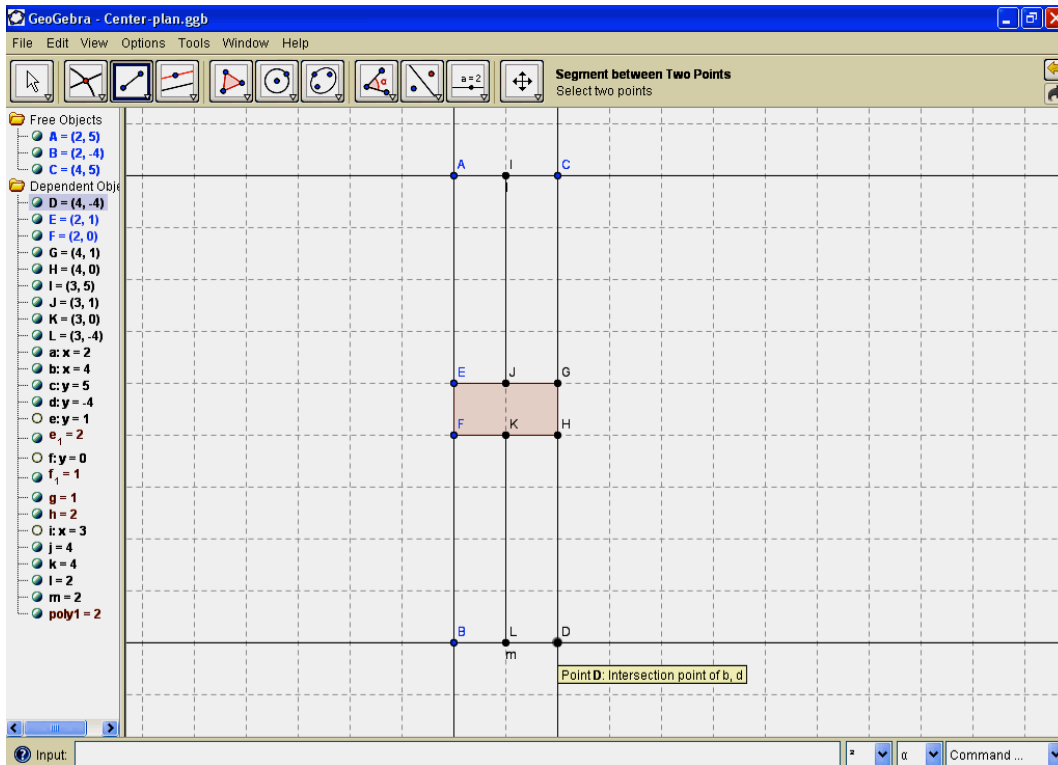 GeoGebra - Center-plan.ggb
File Edit View Options Tools Window Help
a = 2
Segment between Two Points
Select two points
Free Objects
A = (2, 5)
B = (2, -4)
C = (4, 5)
Dependent Obje
D = (4, -4)
E = (2, 1)
F = (2, 0)
G = (4, 1)
H = (4, 0)
I = (3, 5)
J = (3, 1)
K = (3, 0)
L = (3, -4)
a: x = 2
b: x = 4
c: y = 5
d: y = -4
e: y = 1
e₁ = 2
f: y = 0
f₁ = 1
g = 1
h = 2
i: x = 3
j = 4
k = 4
l = 2
m = 2
poly1 = 2
A I C
l
E J G
F K H
B L D
m
Point D: Intersection point of b, d
Input: ² α Command ...